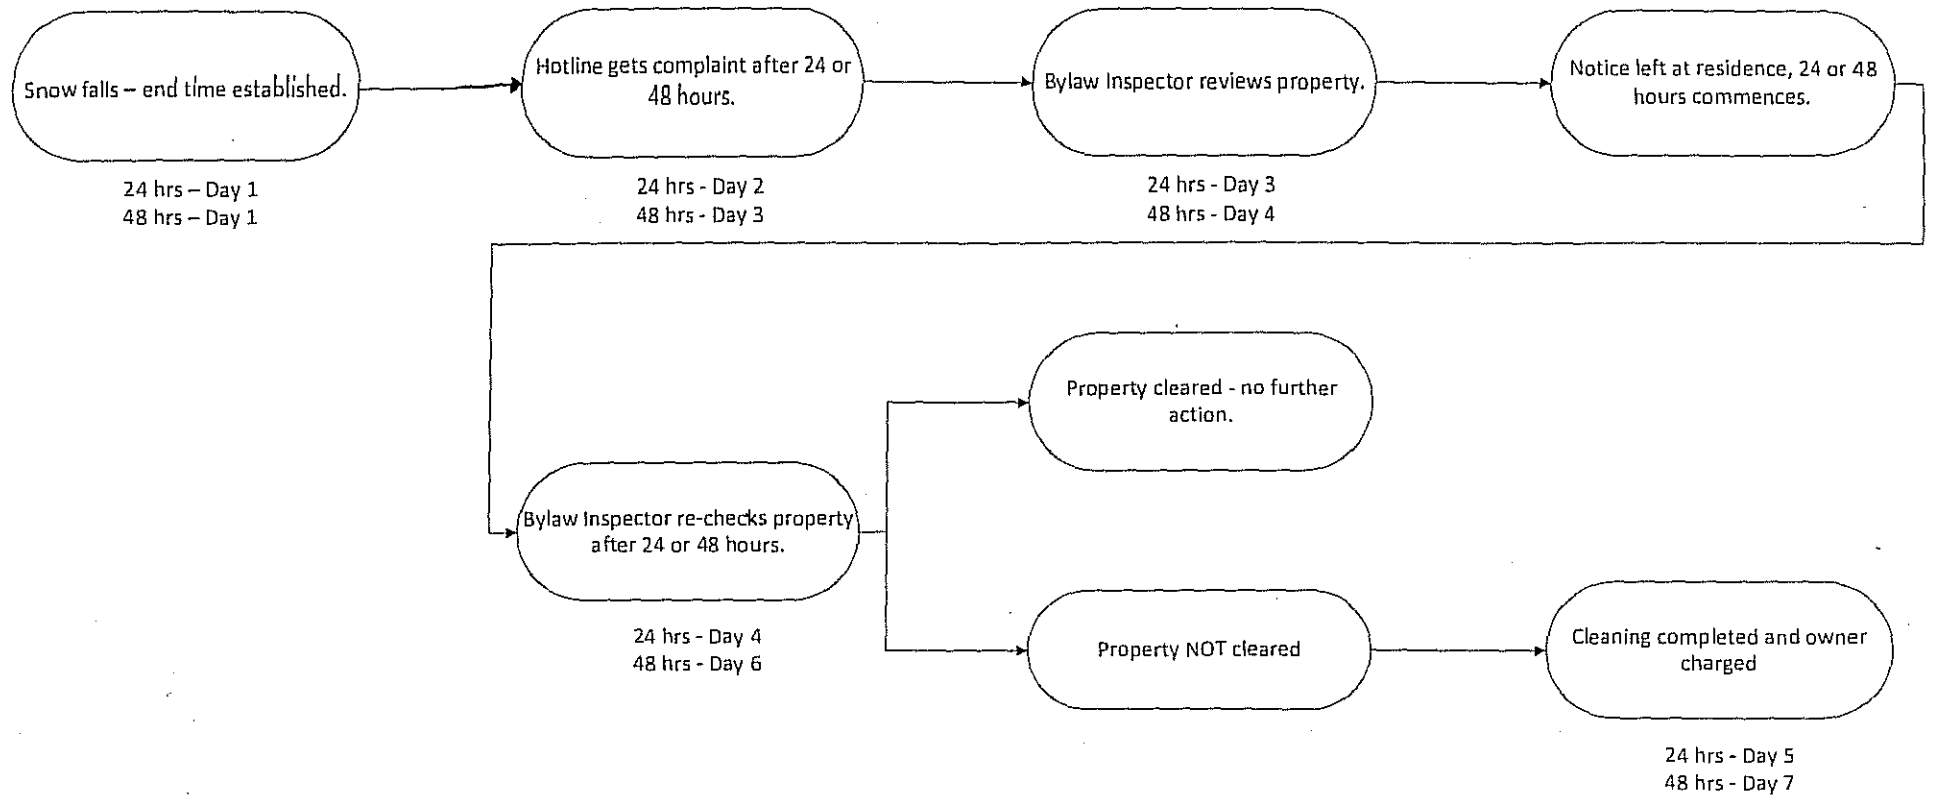 Snow falls – end time established.
24 hrs – Day 1
48 hrs – Day 1
Hotline gets complaint after 24 or
48 hours.
24 hrs - Day 2
48 hrs - Day 3
Bylaw Inspector reviews property.
24 hrs - Day 3
48 hrs - Day 4
Notice left at residence, 24 or 48
hours commences.
Bylaw Inspector re-checks property
after 24 or 48 hours.
24 hrs - Day 4
48 hrs - Day 6
Property cleared - no further
action.
Property NOT cleared
Cleaning completed and owner
charged
24 hrs - Day 5
48 hrs - Day 7